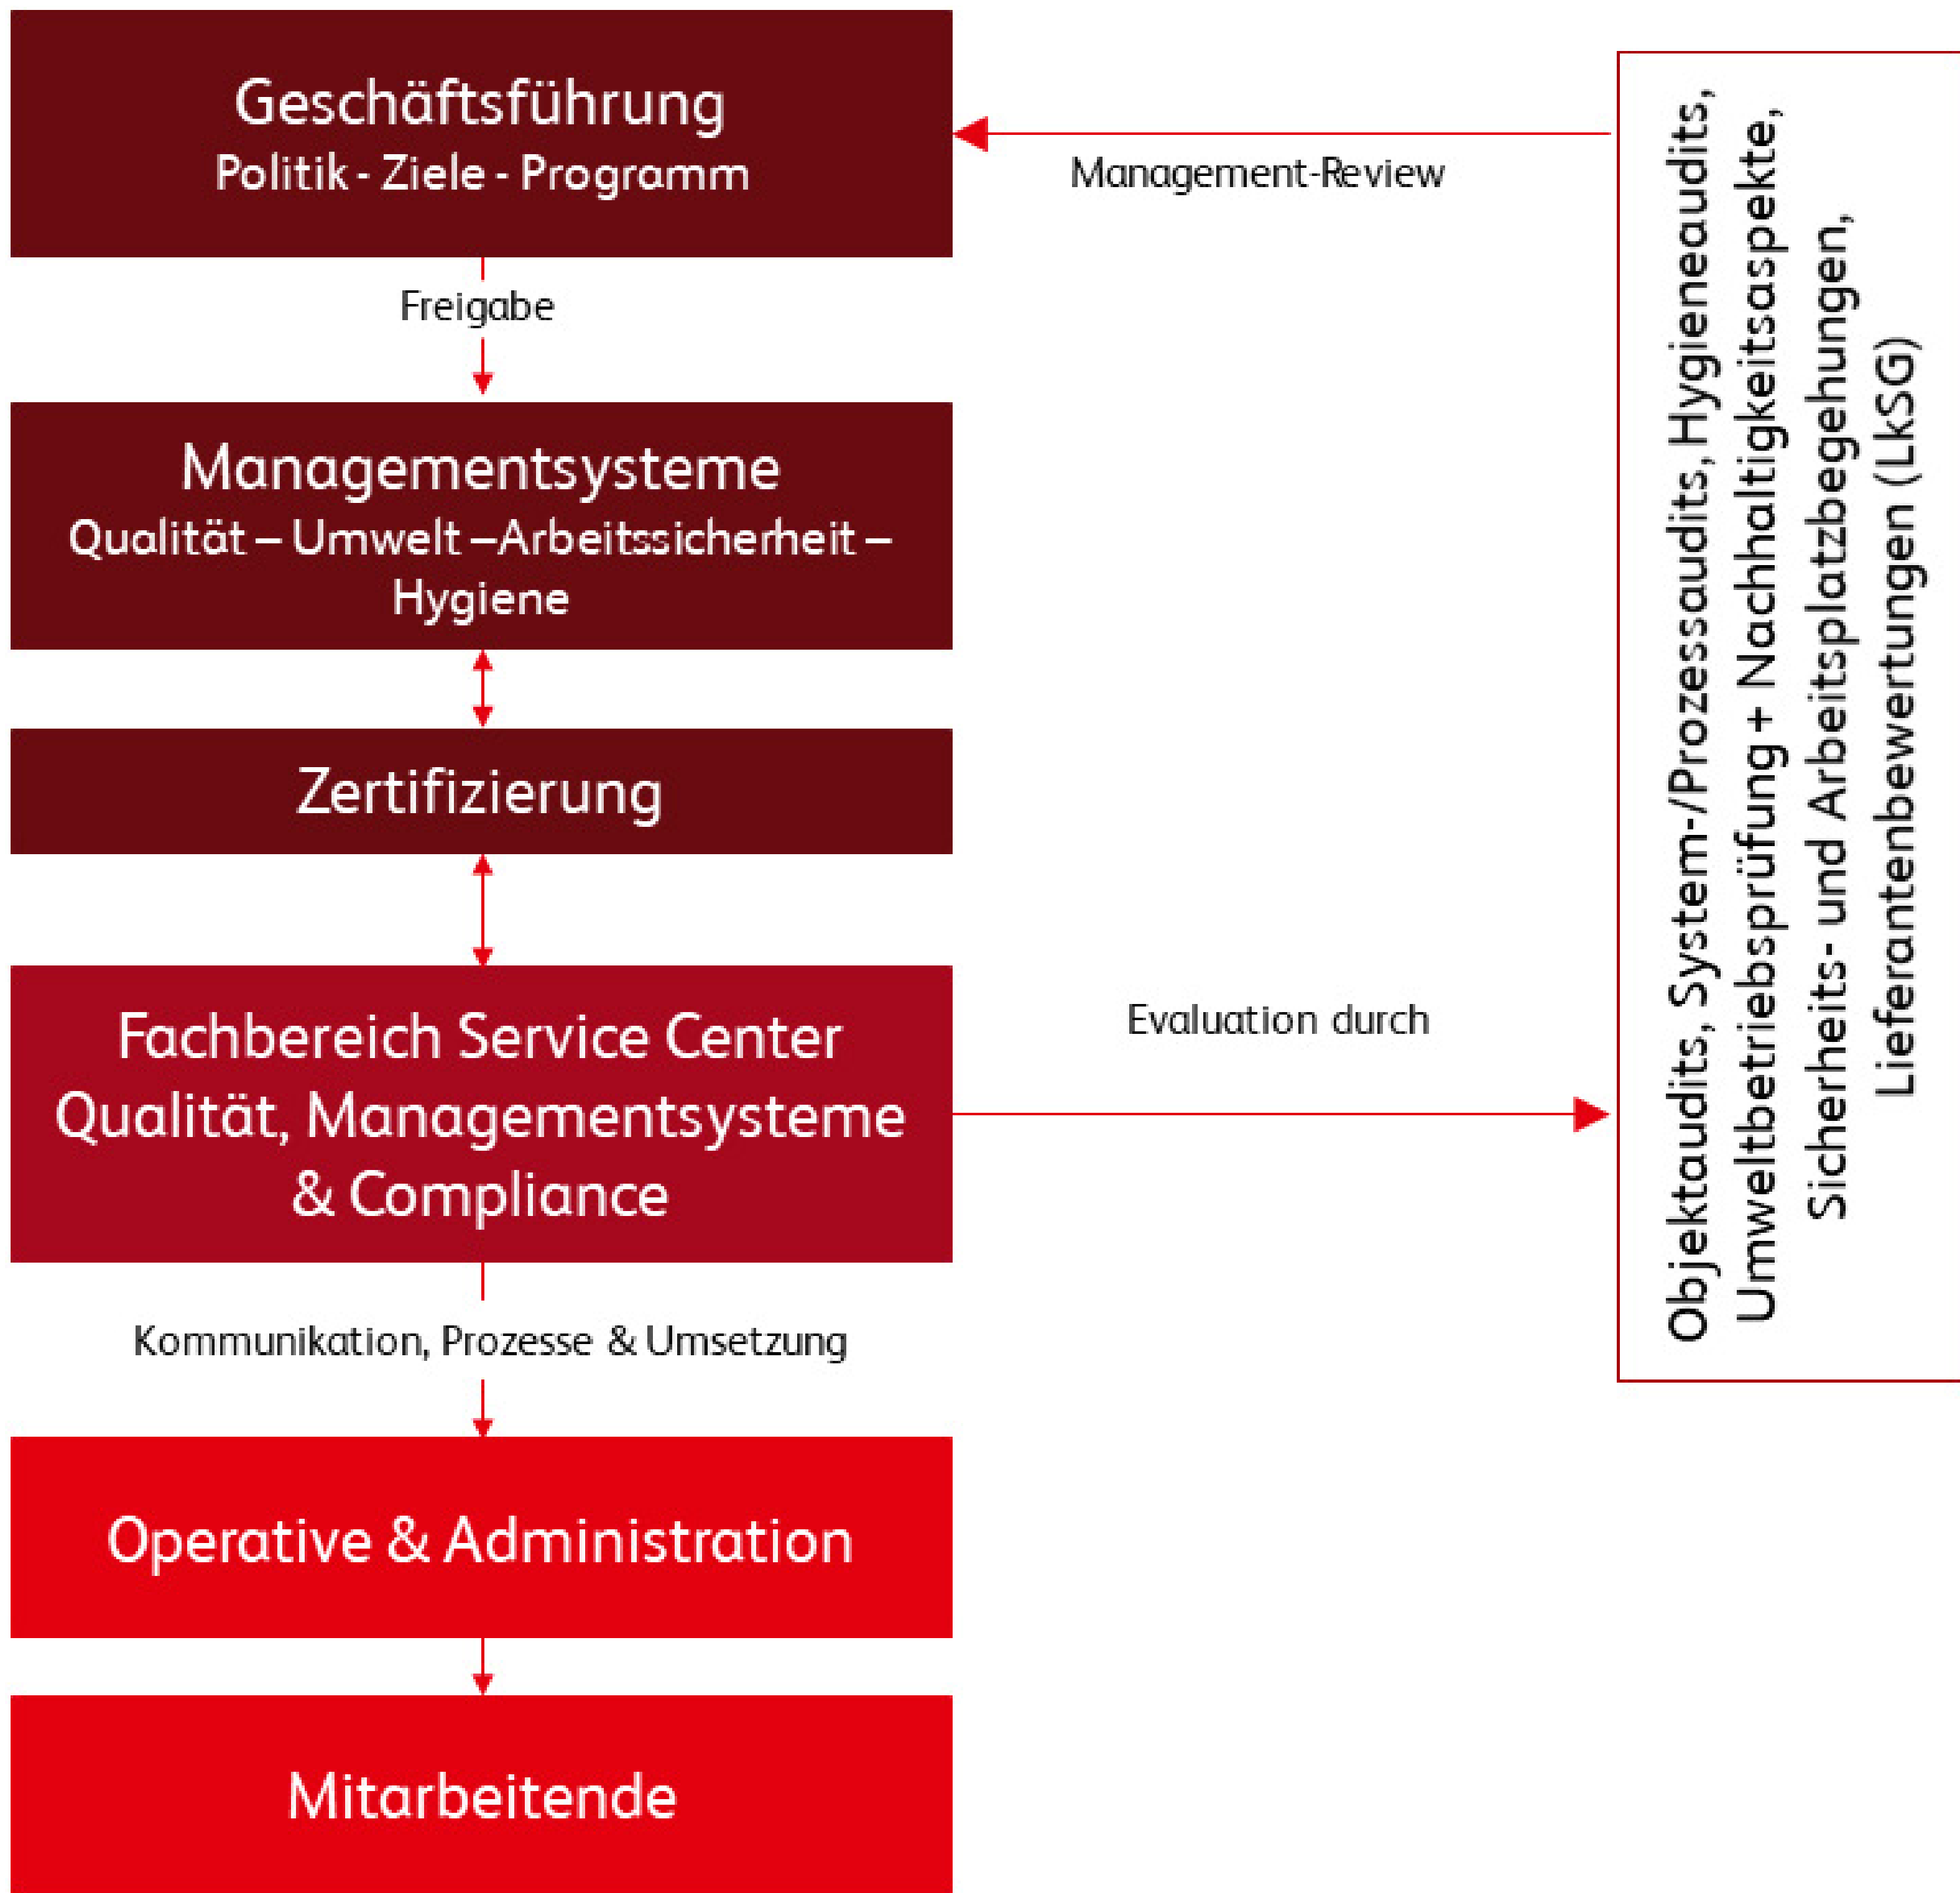 Geschäftsführung
Politik - Ziele - Programm
Management-Review
Freigabe
Managementsysteme
Qualität – Umwelt –Arbeitssicherheit –
Hygiene
Zertifizierung
Fachbereich Service Center
Qualität, Managementsysteme
& Compliance
Evaluation durch
Objektaudits, System-/Prozessaudits, Hygieneaudits,
Umweltbetriebsprüfung + Nachhaltigkeitsaspekte,
Sicherheits- und Arbeitsplatzbegehungen,
Lieferantenbewertungen (LkSG)
Kommunikation, Prozesse & Umsetzung
Operative & Administration
Mitarbeitende